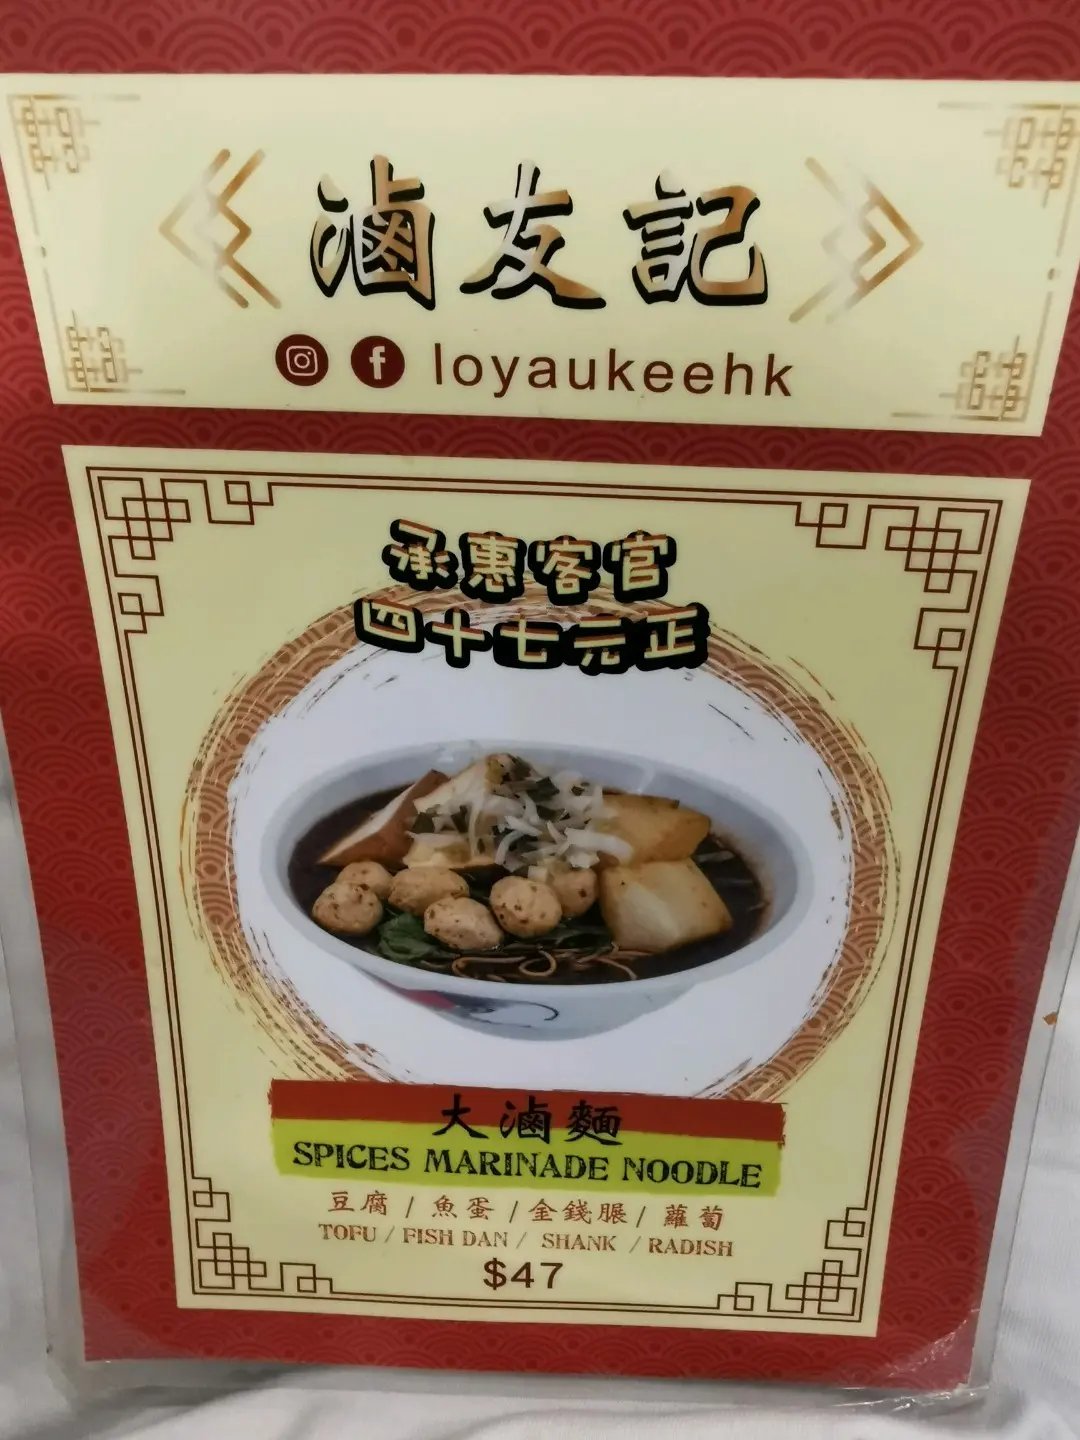 滷友記
loyaukeehk
承惠客官
四十七元正
大滷麵
SPICES MARINADE NOODLE
豆腐 / 魚蛋 / 金錢𦟌 / 蘿蔔
TOFU / FISH DAN / SHANK / RADISH
$47